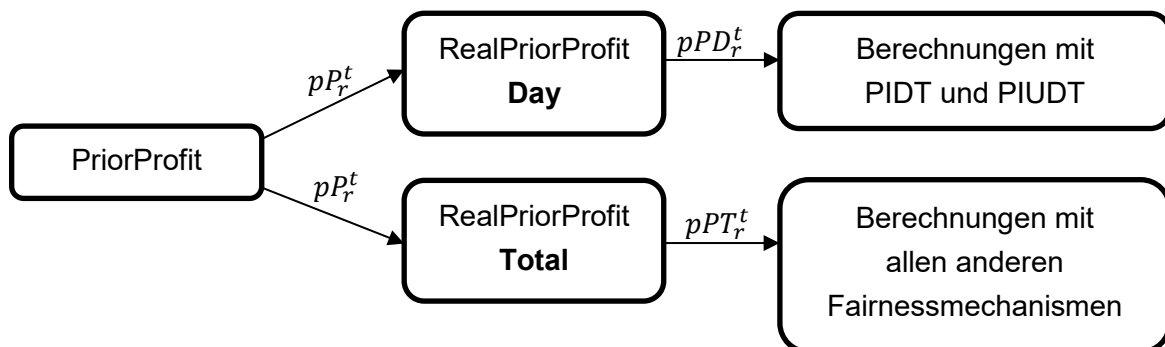 PriorProfit
$pP_r^t$
$pP_r^t$
RealPriorProfit
Day
$pPD_r^t$
Berechnungen mit
PIDT und PIUDT
RealPriorProfit
Total
$pPT_r^t$
Berechnungen mit
allen anderen
Fairnessmechanismen